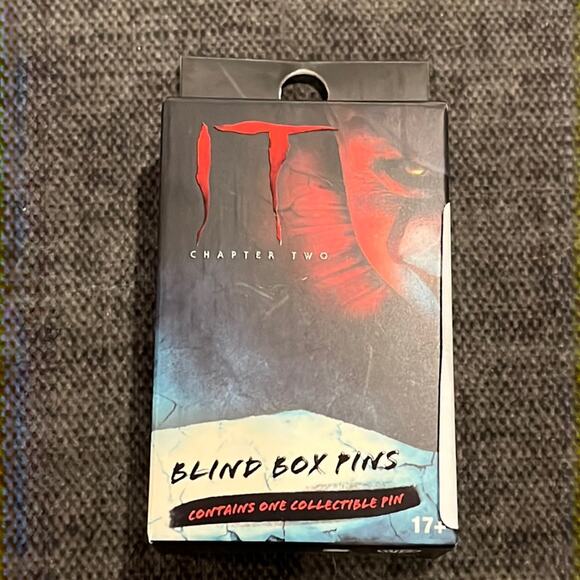 IT
CHAPTER TWO
BLIND BOX PINS
CONTAINS ONE COLLECTIBLE PIN
17+